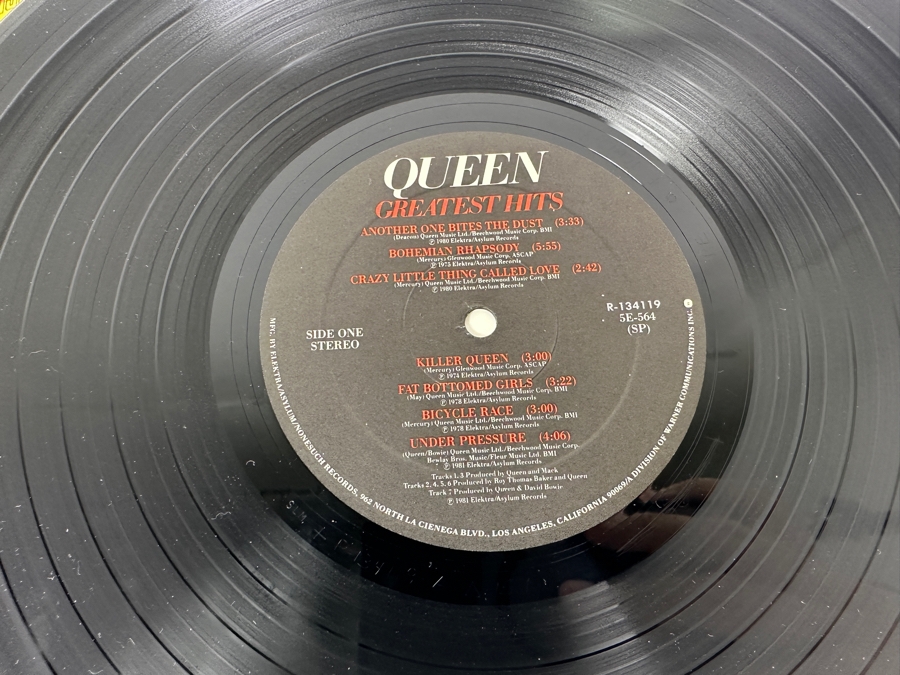 QUEEN
GREATEST HITS
ANOTHER ONE BITES THE DUST (3:33)
(Deacon) Queen Music Ltd./Beechwood Music Corp. BMI
℗ 1980 Elektra/Asylum Records
BOHEMIAN RHAPSODY (5:55)
(Mercury) Glenwood Music Corp. ASCAP
℗ 1975 Elektra/Asylum Records
CRAZY LITTLE THING CALLED LOVE (2:42)
(Mercury) Queen Music Ltd./Beechwood Music Corp. BMI
℗ 1980 Elektra/Asylum Records
SIDE ONE
STEREO
R-134119
5E-564
(SP)
KILLER QUEEN (3:00)
(Mercury) Glenwood Music Corp. ASCAP
℗ 1974 Elektra/Asylum Records
FAT BOTTOMED GIRLS (3:22)
(May) Queen Music Ltd./Beechwood Music Corp. BMI
℗ 1978 Elektra/Asylum Records
BICYCLE RACE (3:00)
(Mercury) Queen Music Ltd./Beechwood Music Corp. BMI
℗ 1978 Elektra/Asylum Records
UNDER PRESSURE (4:06)
(Queen/Bowie) Queen Music Ltd./Beechwood Music Corp.
Bewlay Bros. Music/Fleur Music Ltd. BMI
℗ 1981 Elektra/Asylum Records
Tracks 1, 3 Produced by Queen and Mack
Tracks 2, 4, 5, 6 Produced by Roy Thomas Baker and Queen
Track 7 Produced by Queen & David Bowie
℗ 1981 Elektra/Asylum Records
MFG. BY ELEKTRA/ASYLUM/NONESUCH RECORDS, 962 NORTH LA CIENEGA BLVD., LOS ANGELES, CALIFORNIA 90069/A DIVISION OF WARNER COMMUNICATIONS INC.